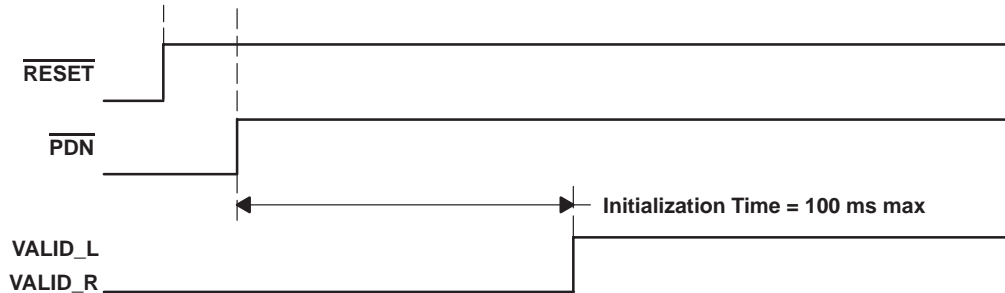 RESET
PDN
Initialization Time = 100 ms max
VALID_L
VALID_R